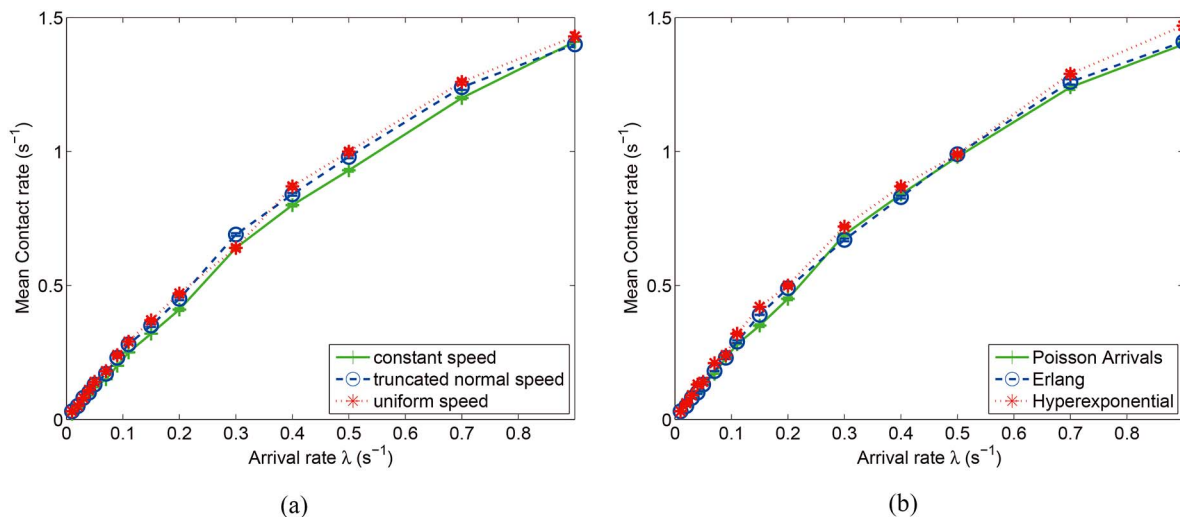 1.5
1
0.5
0
Mean Contact rate (s−1)
0 0.1 0.2 0.3 0.4 0.5 0.6 0.7 0.8
Arrival rate λ (s−1)
constant speed
truncated normal speed
uniform speed
(a)
1.5
1
0.5
0
Mean Contact rate (s−1)
0 0.1 0.2 0.3 0.4 0.5 0.6 0.7 0.8
Arrival rate λ (s−1)
Poisson Arrivals
Erlang
Hyperexponential
(b)